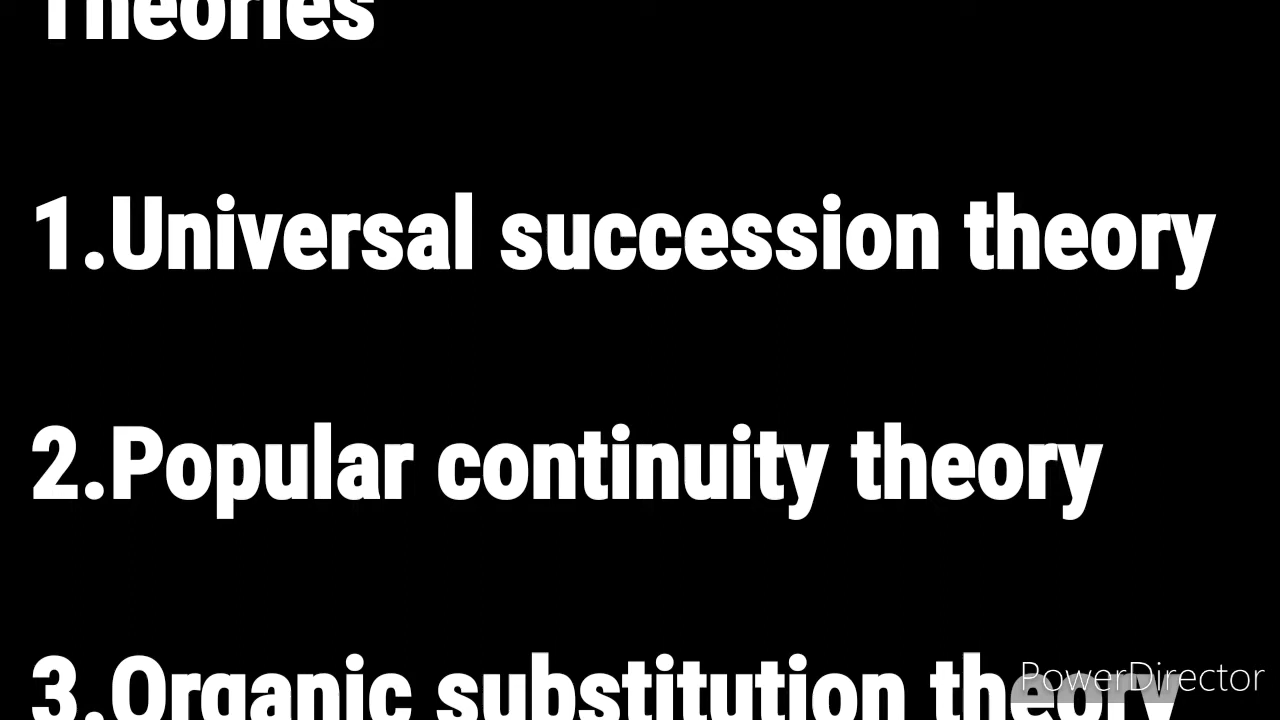 Theories
1.Universal succession theory
2.Popular continuity theory
3.Organic substitution theory
PowerDirector